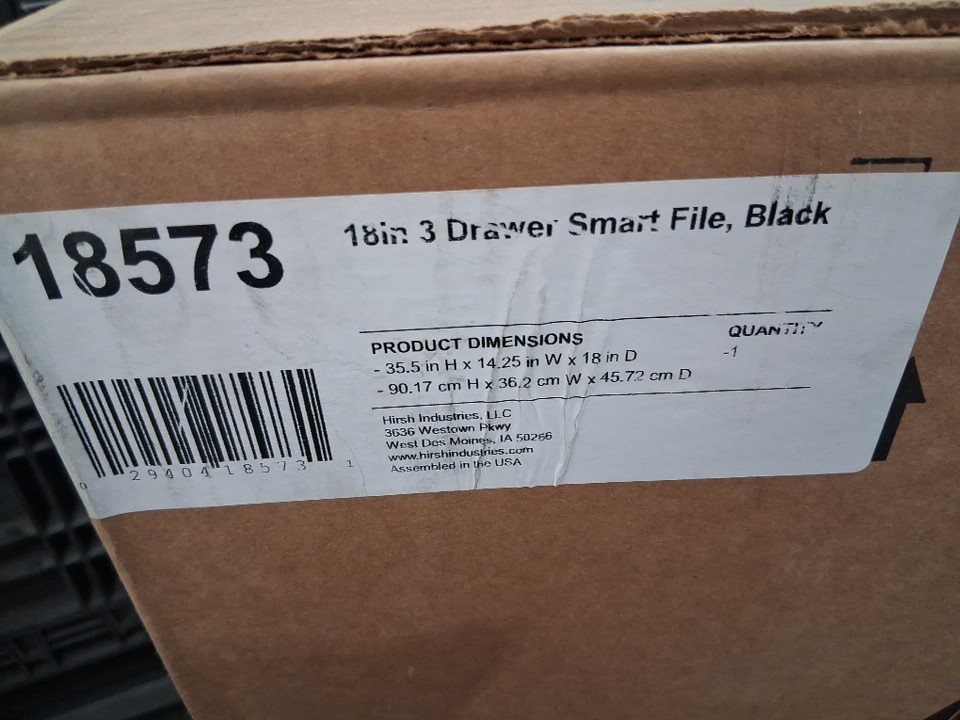 18573
18in 3 Drawer Smart File, Black
PRODUCT DIMENSIONS
- 35.5 in H x 14.25 in W x 18 in D
- 90.17 cm H x 36.2 cm W x 45.72 cm D
QUANTITY
-1
Hirsh Industries, LLC
3636 Westown Pkwy
West Des Moines, IA 50266
www.hirshindustries.com
Assembled in the USA
0 29404 18573 1